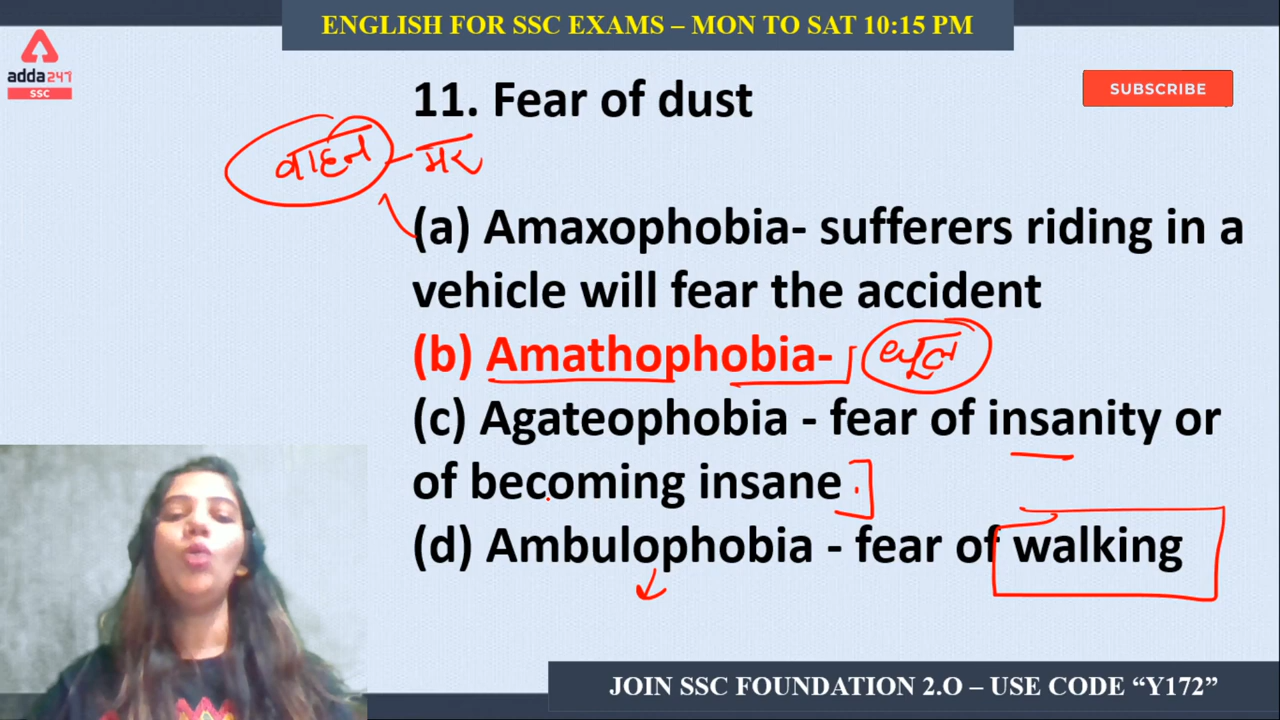 ENGLISH FOR SSC EXAMS – MON TO SAT 10:15 PM
adda247
SSC
SUBSCRIBE
11. Fear of dust
वाहन - मर
(a) Amaxophobia- sufferers riding in a
vehicle will fear the accident
(b) Amathophobia- धूल
(c) Agateophobia - fear of insanity or
of becoming insane
(d) Ambulophobia - fear of walking
JOIN SSC FOUNDATION 2.O – USE CODE “Y172”